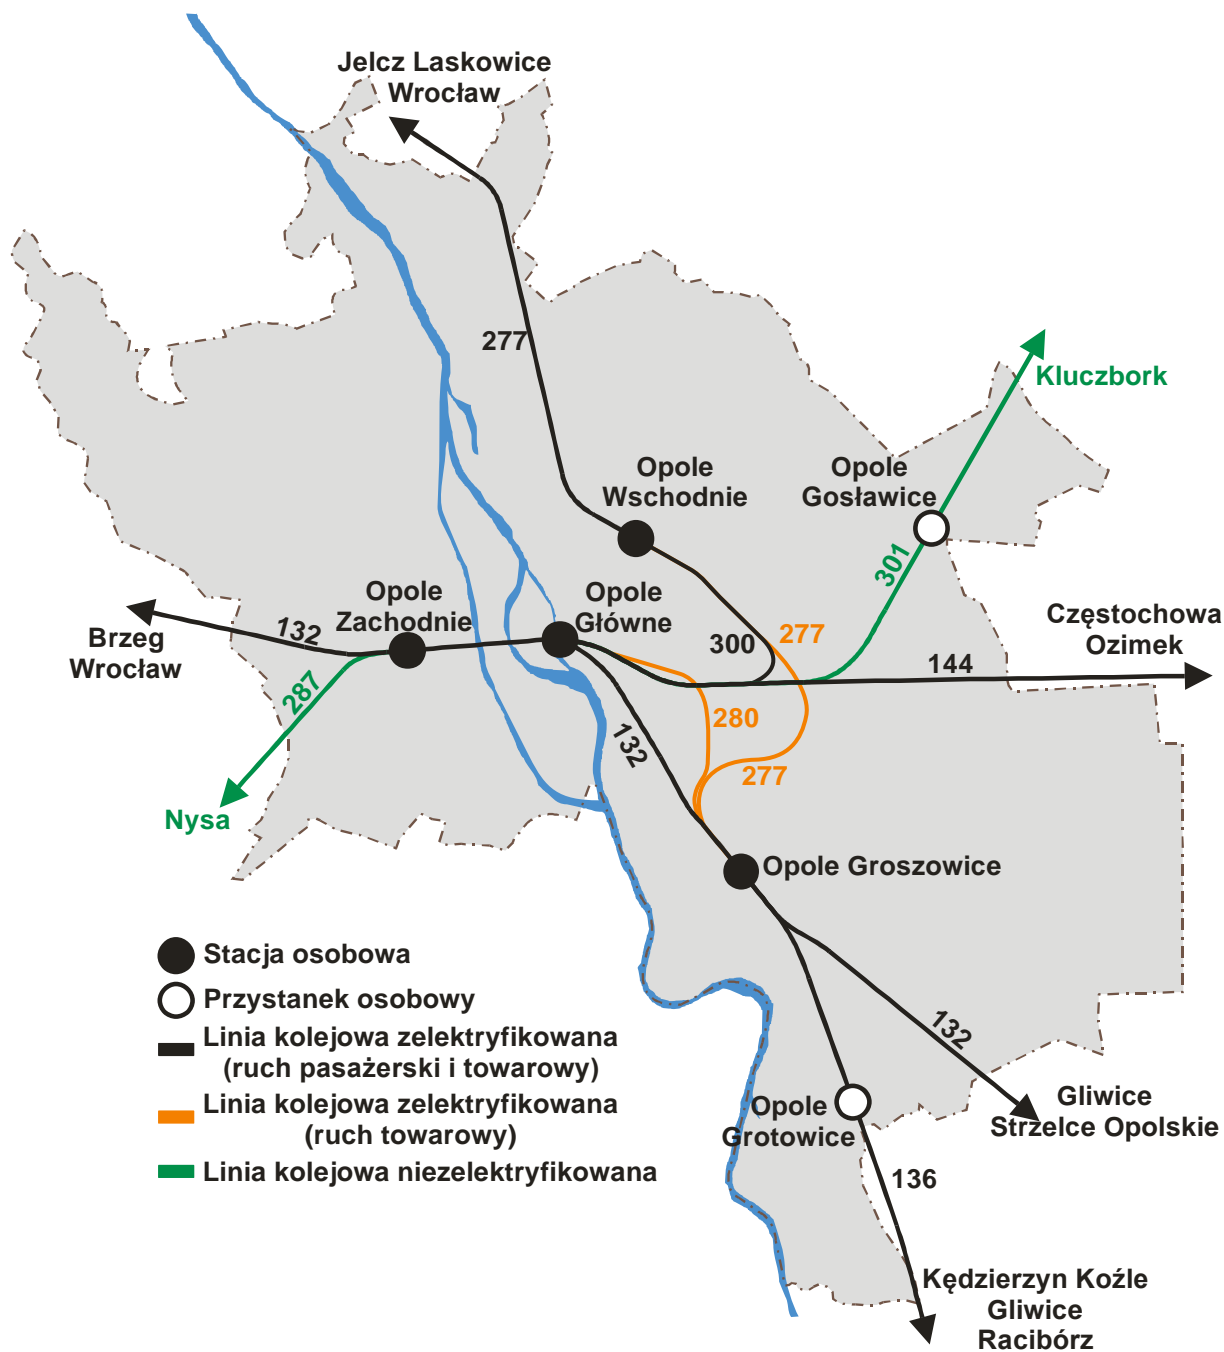 Jelcz Laskowice
Wrocław
277
Kluczbork
Opole
Wschodnie
Opole
Gosławice
301
Opole
Zachodnie
Opole
Główne
Częstochowa
Ozimek
Brzeg
Wrocław
132
300
277
144
287
280
132
277
Nysa
Opole Groszowice
Stacja osobowa
Przystanek osobowy
Linia kolejowa zelektryfikowana
(ruch pasażerski i towarowy)
Linia kolejowa zelektryfikowana
(ruch towarowy)
Linia kolejowa niezelektryfikowana
132
Gliwice
Strzelce Opolskie
Opole
Grotowice
136
Kędzierzyn Koźle
Gliwice
Racibórz